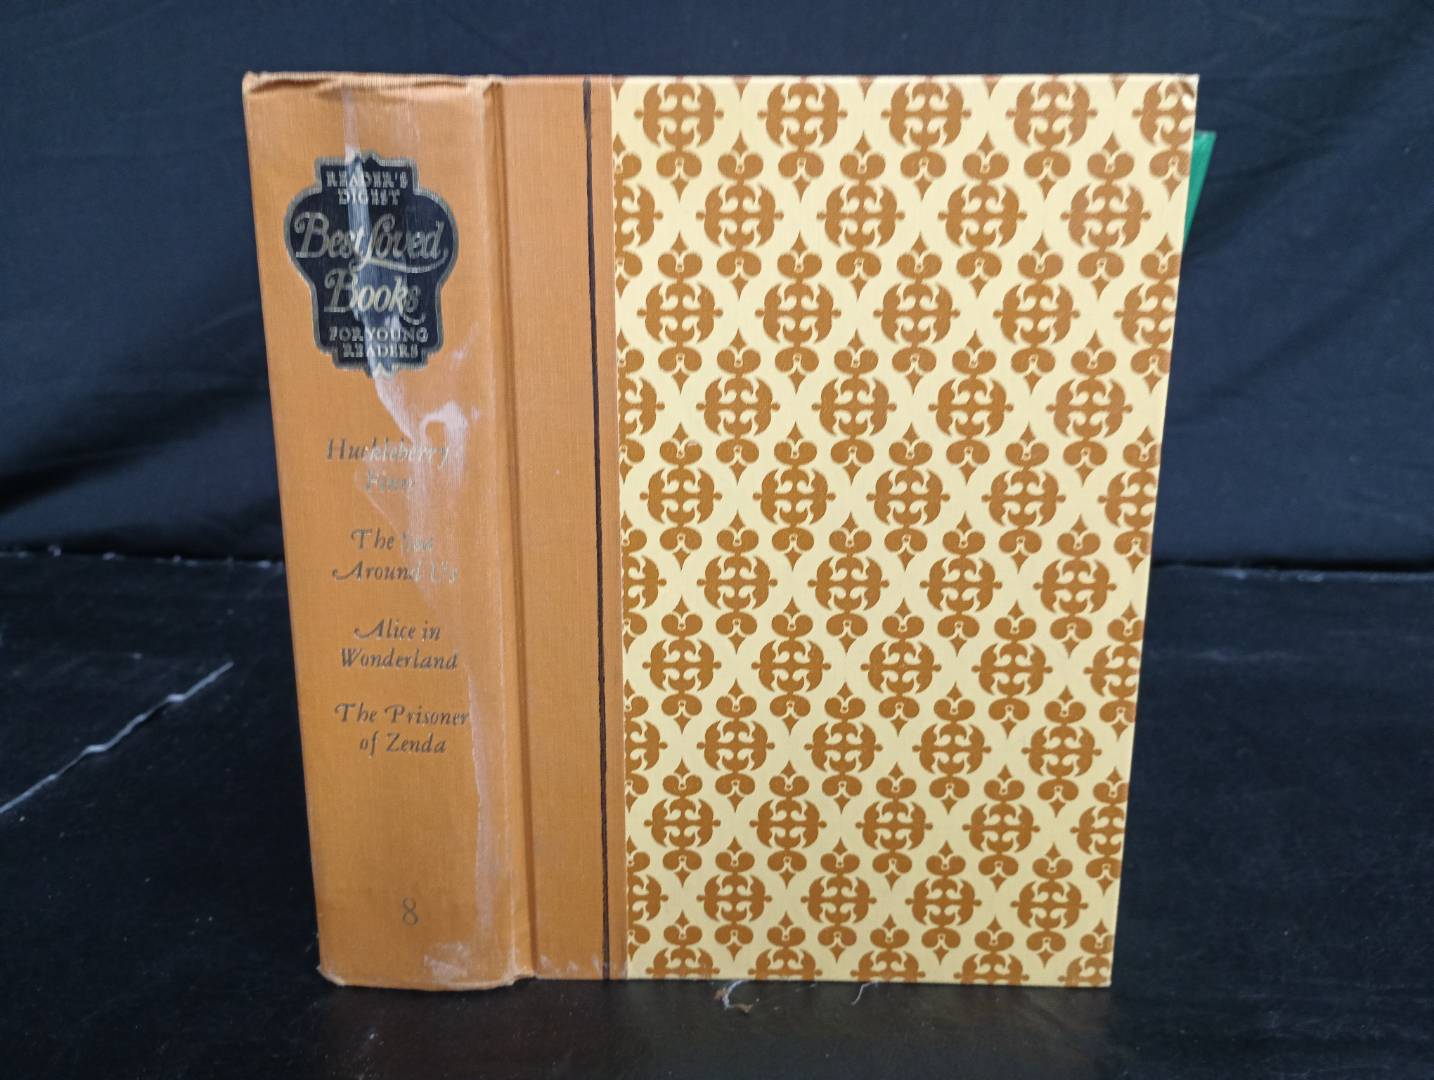 READER'S
DIGEST
Best Loved
Books
FOR YOUNG
READERS
Huckleberry
Finn
The Sea
Around Us
Alice in
Wonderland
The Prisoner
of Zenda
8